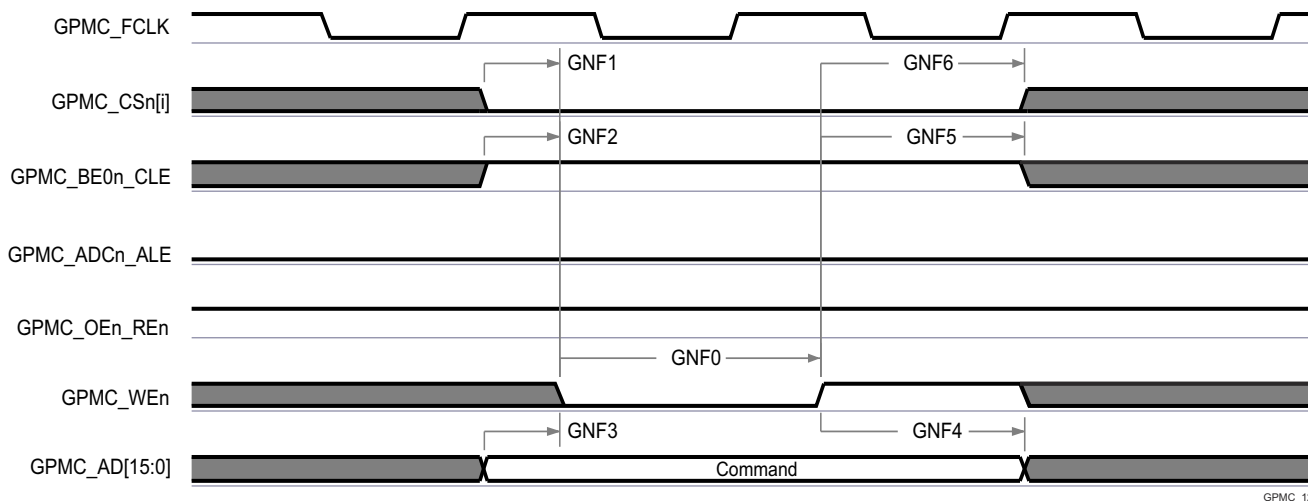 GPMC_FCLK
GNF1
GNF6
GPMC_CSn[i]
GNF2
GNF5
GPMC_BE0n_CLE
GPMC_ADCn_ALE
GPMC_OEn_REn
GNF0
GPMC_WEn
GNF3
GNF4
GPMC_AD[15:0]
Command